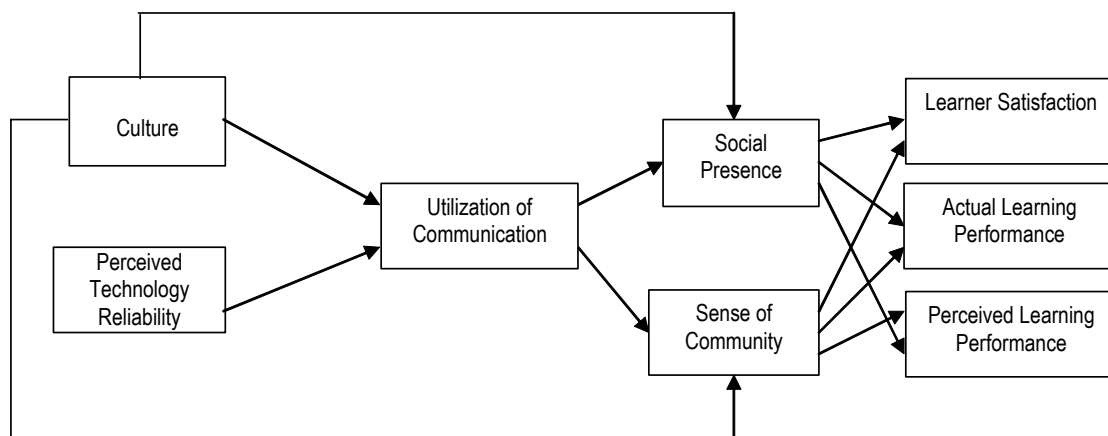 Culture
Perceived
Technology
Reliability
Utilization of
Communication
Social
Presence
Sense of
Community
Learner Satisfaction
Actual Learning
Performance
Perceived Learning
Performance